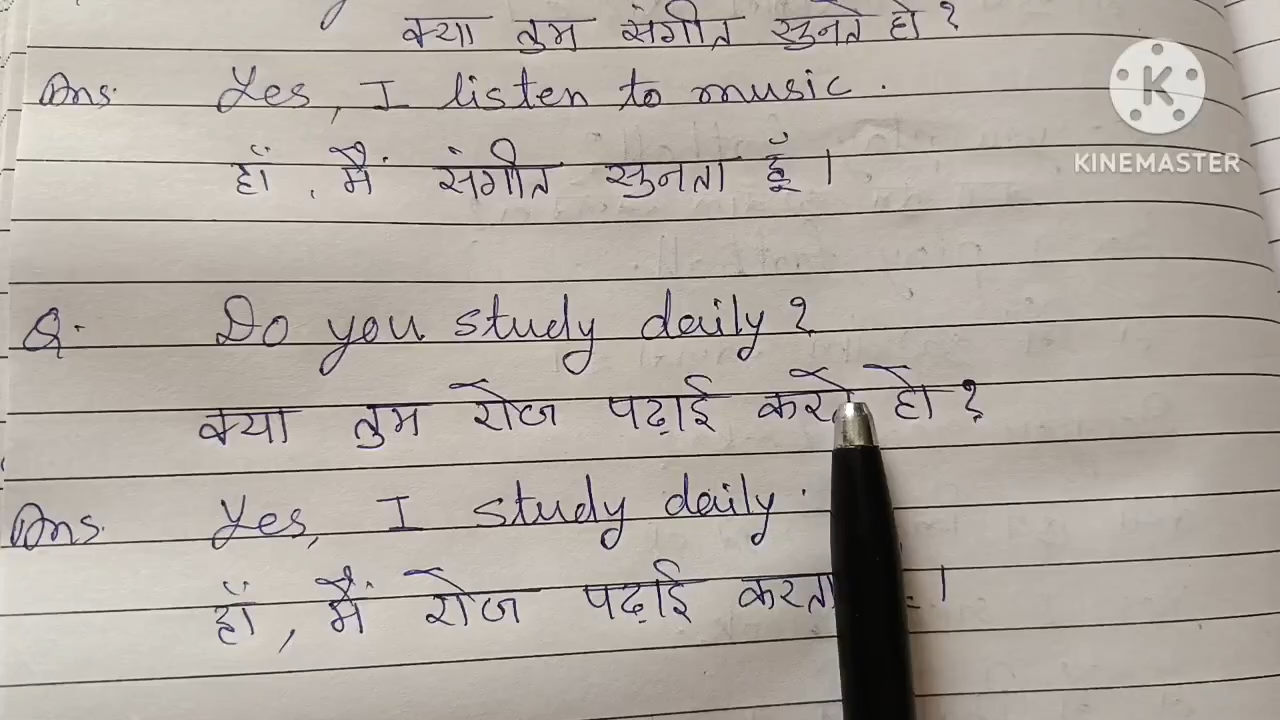 क्या तुम संगीत सुनते हो ?
Ans. Yes, I listen to music.
हाँ, मैं संगीत सुनता हूँ।
Q. Do you study daily?
क्या तुम रोज पढ़ाई करते हो ?
Ans. Yes, I study daily.
हाँ, मैं रोज पढ़ाई करता ।
K
KINEMASTER